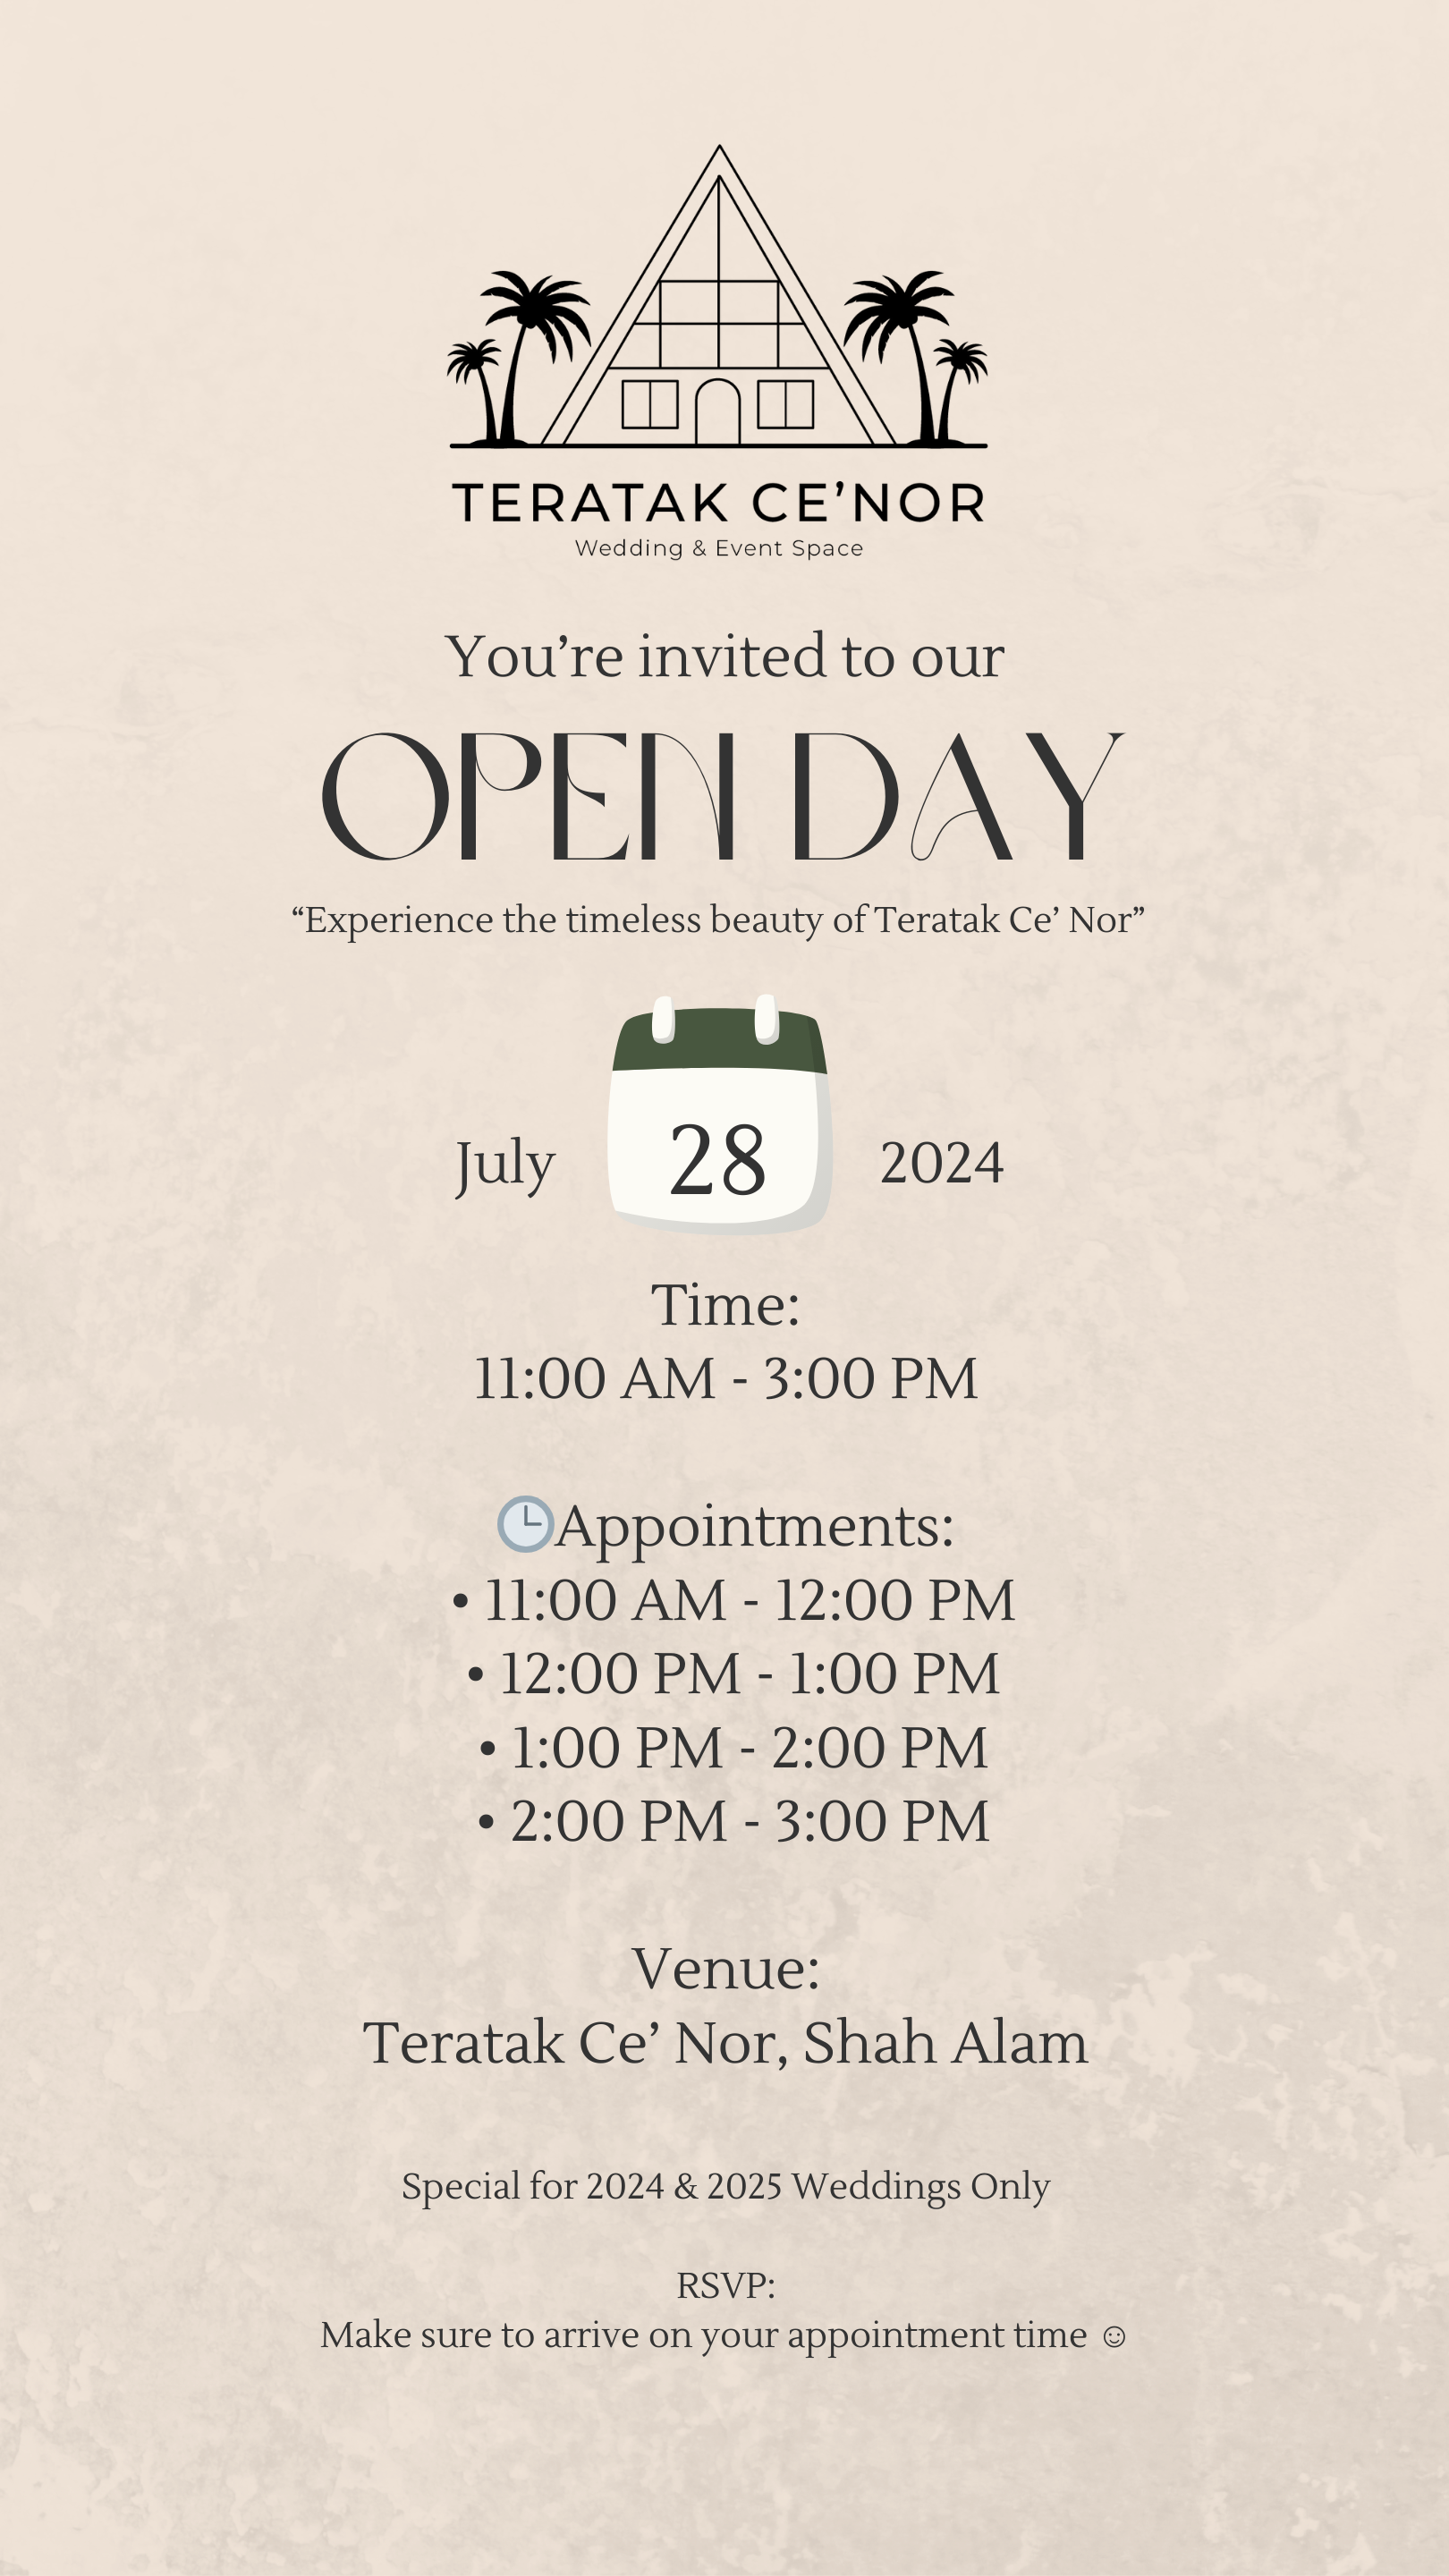 TERATAK CE’NOR
Wedding & Event Space
You’re invited to our
OPEN DAY
“Experience the timeless beauty of Teratak Ce’ Nor”
July 28 2024
Time:
11:00 AM - 3:00 PM
🕒Appointments:
• 11:00 AM - 12:00 PM
• 12:00 PM - 1:00 PM
• 1:00 PM - 2:00 PM
• 2:00 PM - 3:00 PM
Venue:
Teratak Ce’ Nor, Shah Alam
Special for 2024 & 2025 Weddings Only
RSVP:
Make sure to arrive on your appointment time ☺